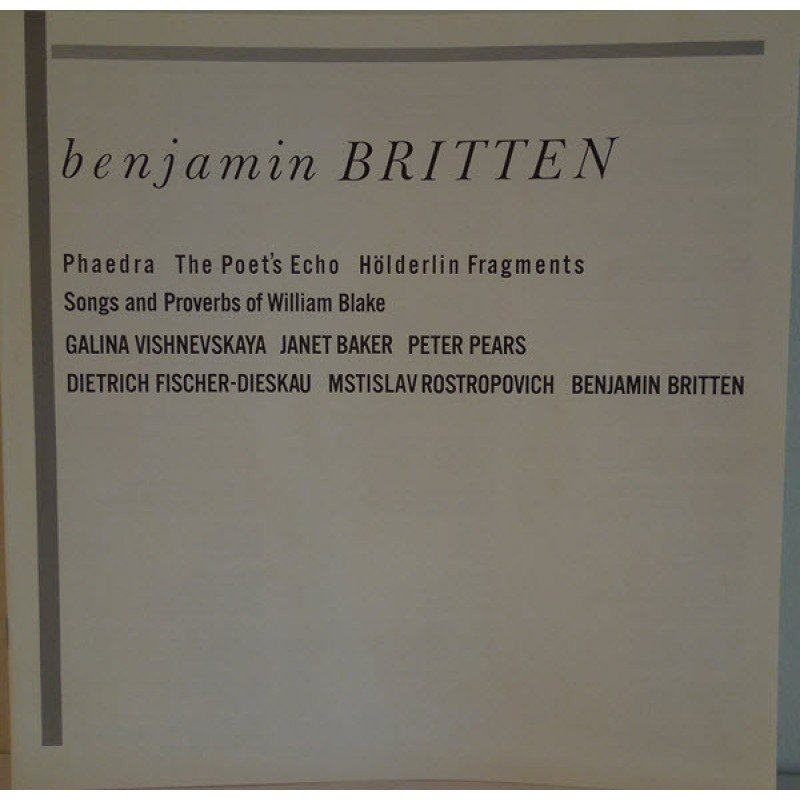 benjamin BRITTEN
Phaedra The Poet's Echo Hölderlin Fragments
Songs and Proverbs of William Blake
GALINA VISHNEVSKAYA JANET BAKER PETER PEARS
DIETRICH FISCHER-DIESKAU MSTISLAV ROSTROPOVICH BENJAMIN BRITTEN